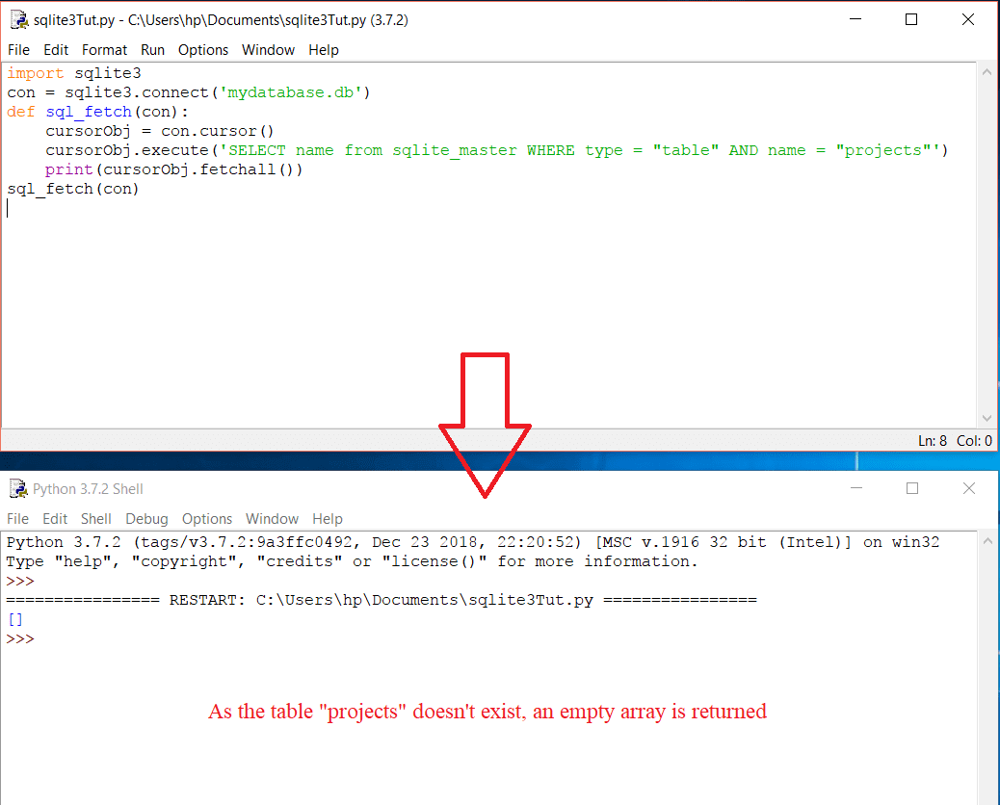 sqlite3Tut.py - C:\Users\hp\Documents\sqlite3Tut.py (3.7.2)
File Edit Format Run Options Window Help
import sqlite3
con = sqlite3.connect('mydatabase.db')
def sql_fetch(con):
    cursorObj = con.cursor()
    cursorObj.execute('SELECT name from sqlite_master WHERE type = "table" AND name = "projects"')
    print(cursorObj.fetchall())
sql_fetch(con)
Ln: 8 Col: 0
Python 3.7.2 Shell
File Edit Shell Debug Options Window Help
Python 3.7.2 (tags/v3.7.2:9a3ffc0492, Dec 23 2018, 22:20:52) [MSC v.1916 32 bit (Intel)] on win32
Type "help", "copyright", "credits" or "license()" for more information.
>>>
================ RESTART: C:\Users\hp\Documents\sqlite3Tut.py ================
[]
>>>
As the table "projects" doesn't exist, an empty array is returned